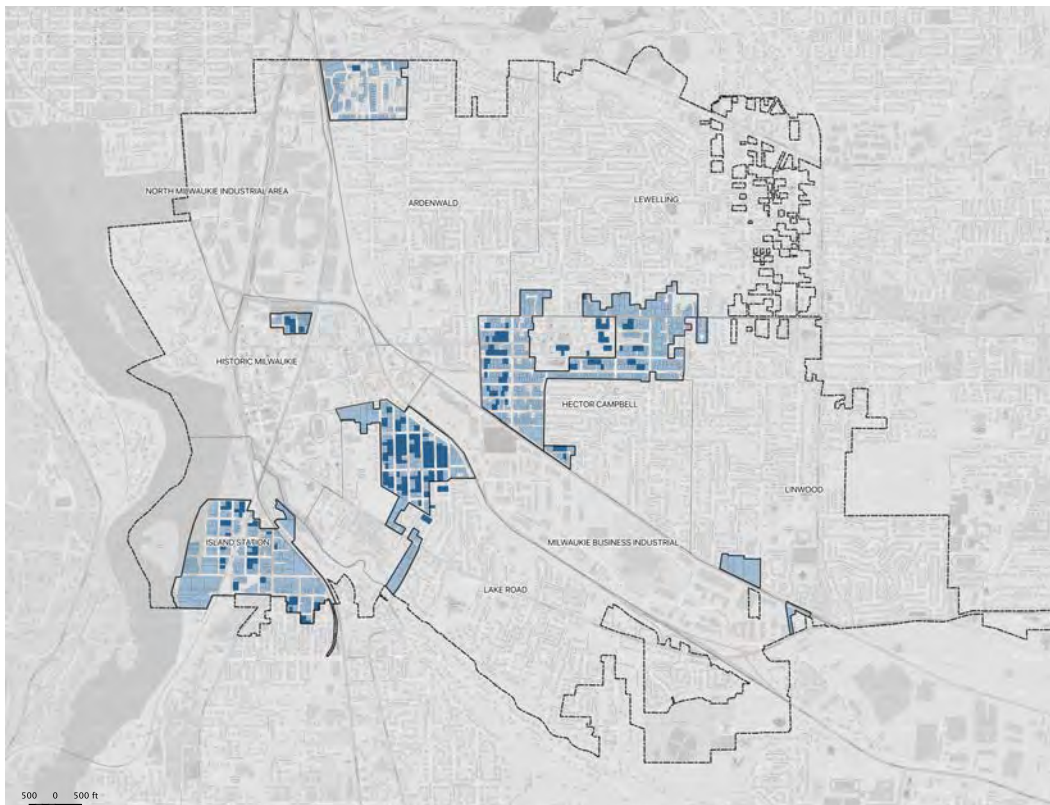 NORTH MILWAUKIE INDUSTRIAL AREA
ARDENWALD
LEWELLING
HISTORIC MILWAUKIE
HECTOR CAMPBELL
LINWOOD
ISLAND STATION
MILWAUKIE BUSINESS INDUSTRIAL
LAKE ROAD
500 0 500 ft